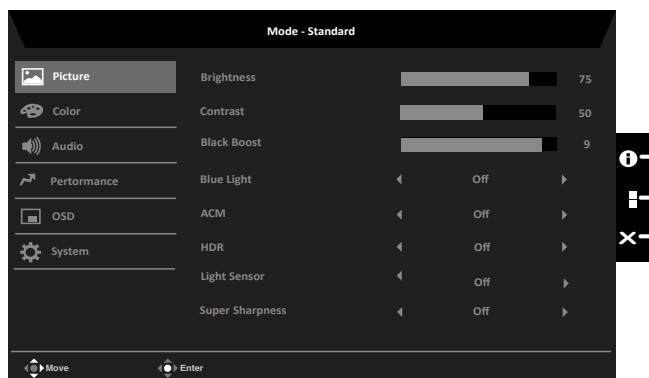 Mode - Standard
Picture
Brightness 75
Color
Contrast 50
Audio
Black Boost 9
Pertormance
Blue Light Off
OSD
ACM Off
System
HDR Off
Light Sensor Off
Super Sharpness Off
Move Enter